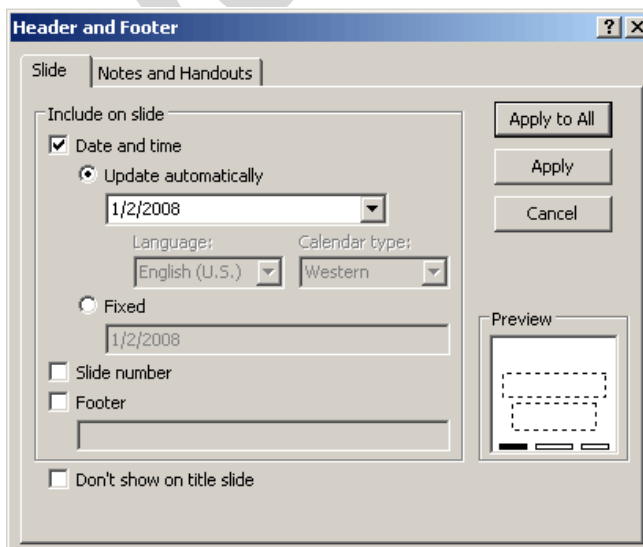 Header and Footer
Slide
Notes and Handouts
Include on slide
Date and time
Update automatically
1/2/2008
Language:
Calendar type:
English (U.S.)
Western
Fixed
1/2/2008
Slide number
Footer
Don't show on title slide
Apply to All
Apply
Cancel
Preview